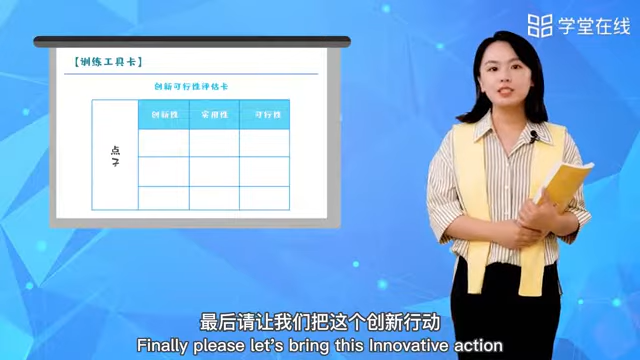 学堂在线
【训练工具卡】
创新可行性评估卡
创新性 实用性 可行性
点子
最后请让我们把这个创新行动
Finally please let's bring this Innovative action